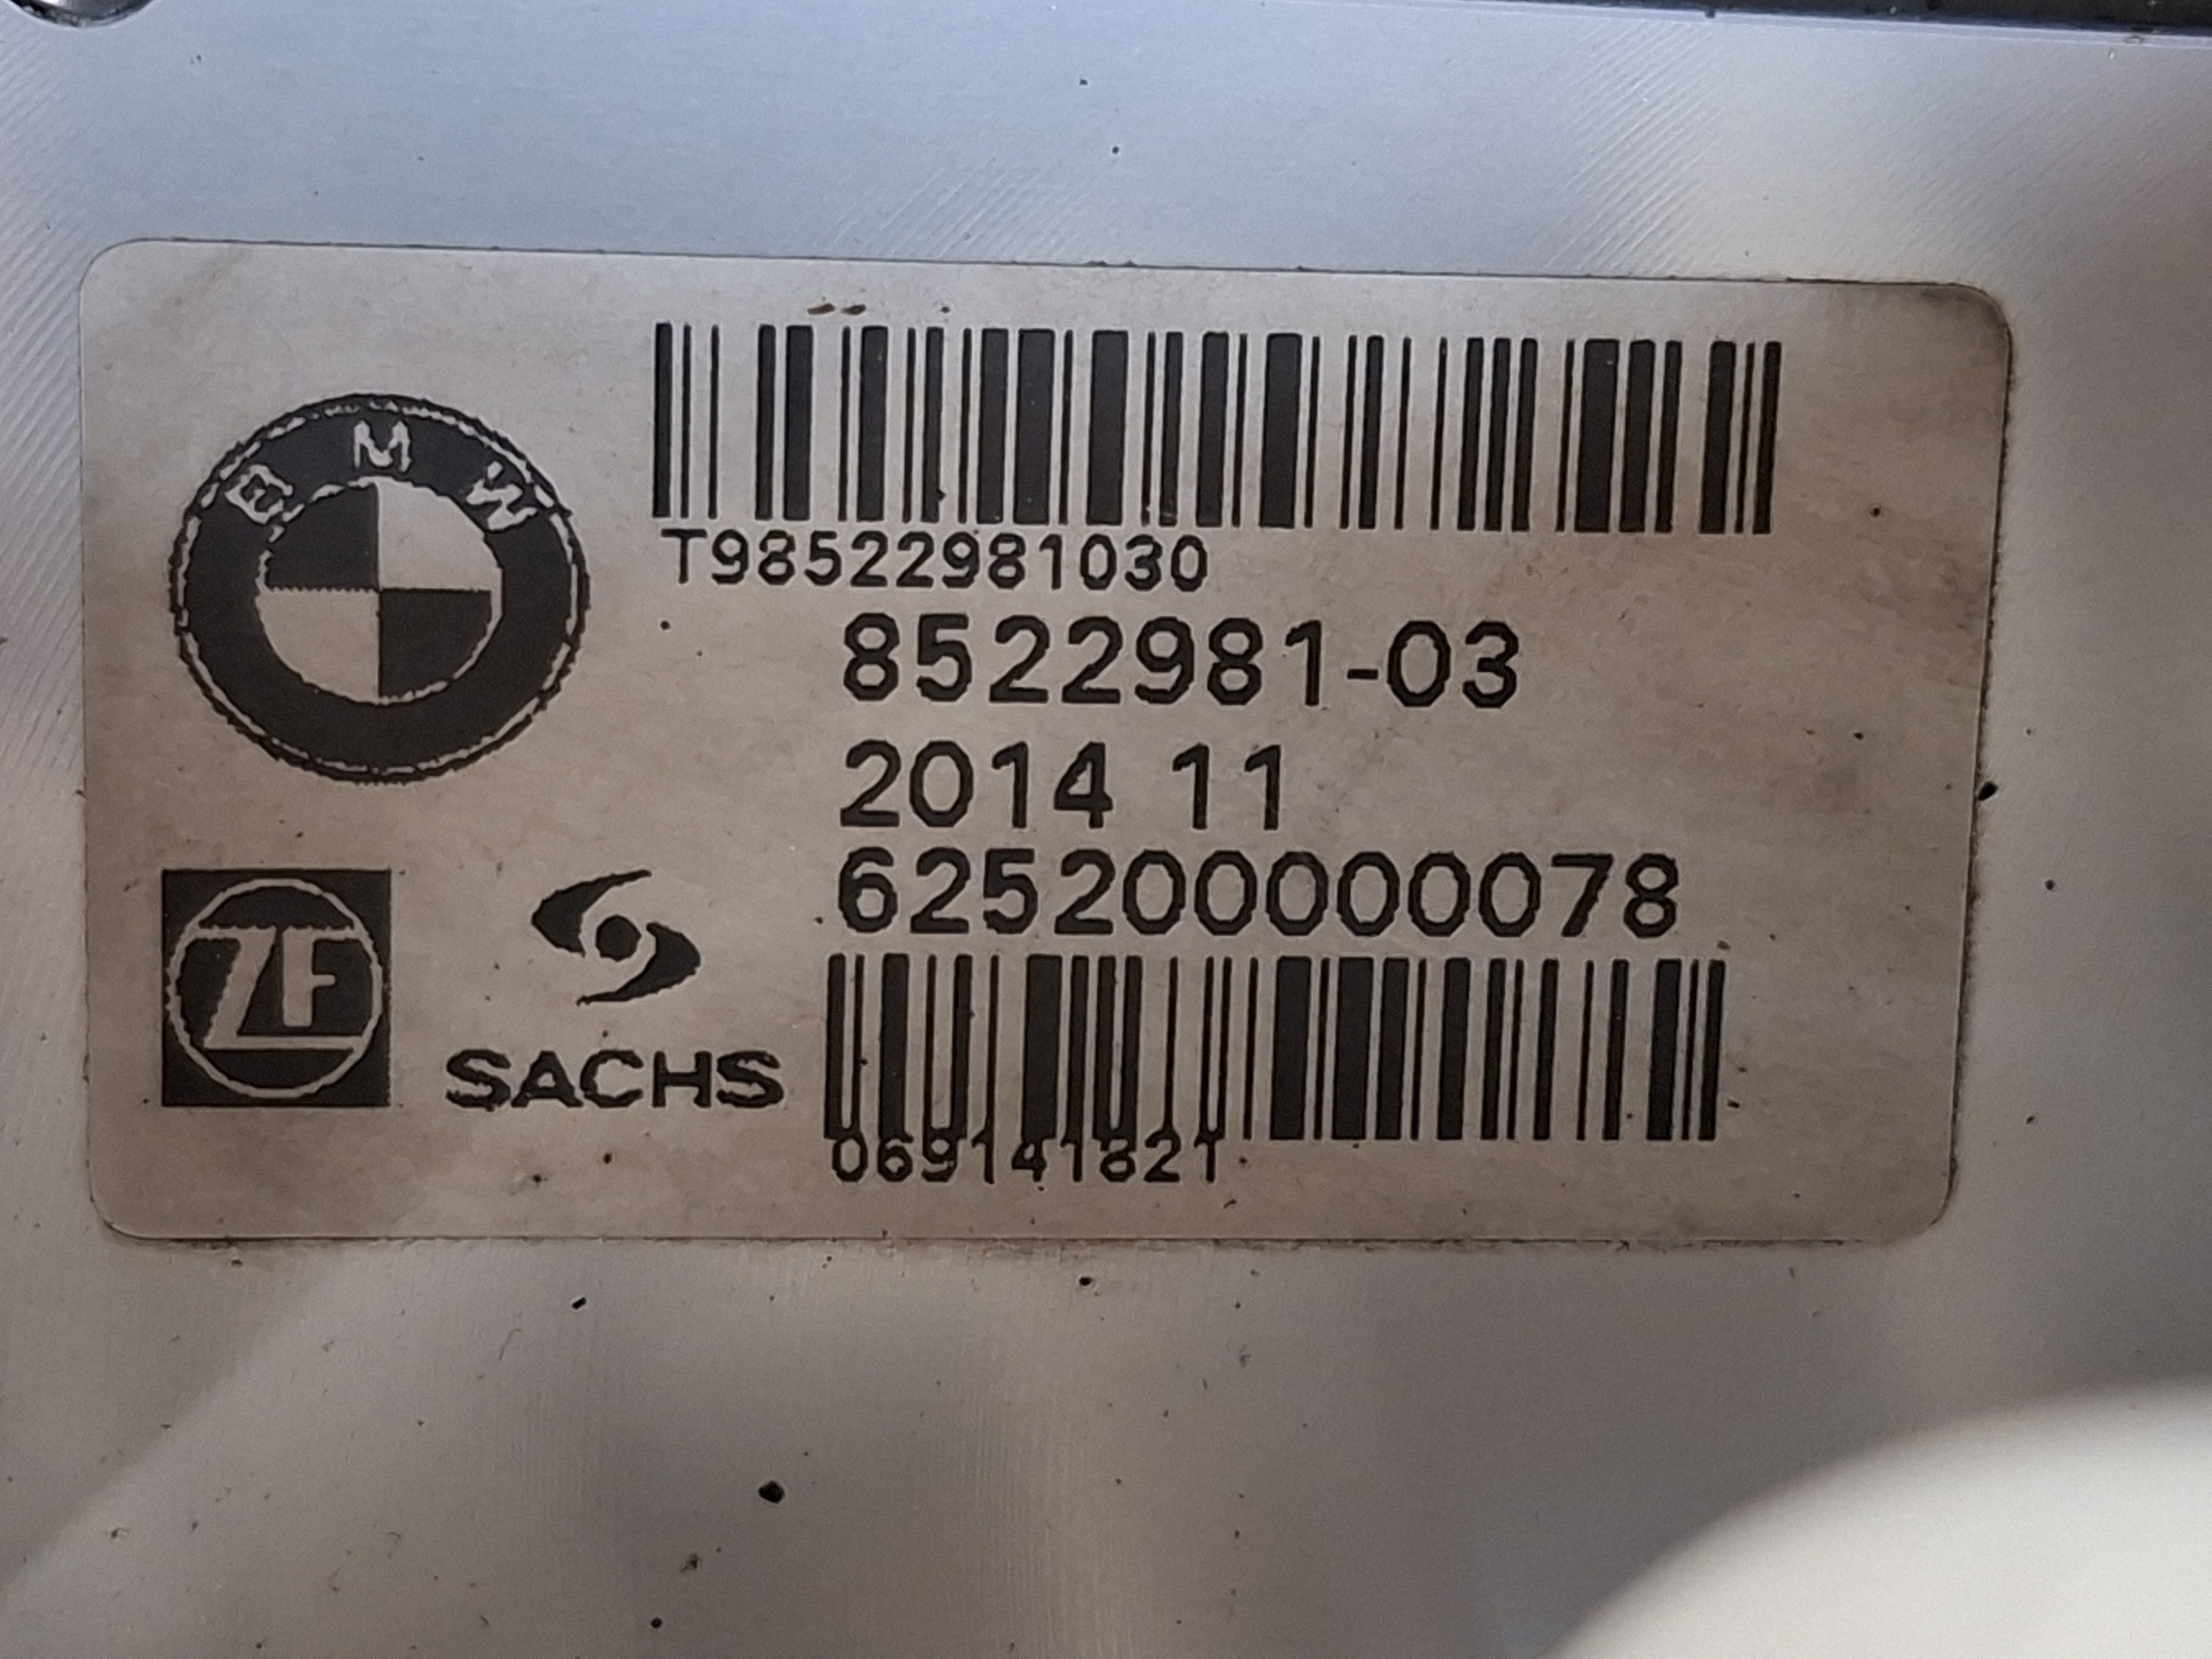 BMW
T98522981030
8522981-03
2014 11
625200000078
ZF
SACHS
069141821